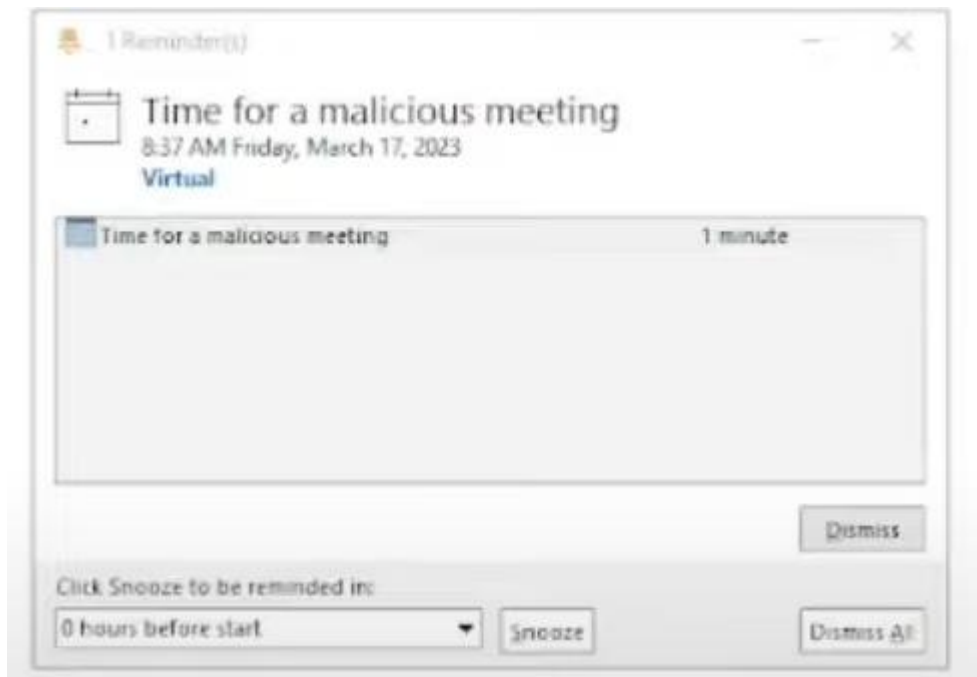 1 Reminder(s)
Time for a malicious meeting
8:37 AM Friday, March 17, 2023
Virtual
Time for a malicious meeting 1 minute
Dismiss
Click Snooze to be reminded in:
0 hours before start Snooze Dismiss All